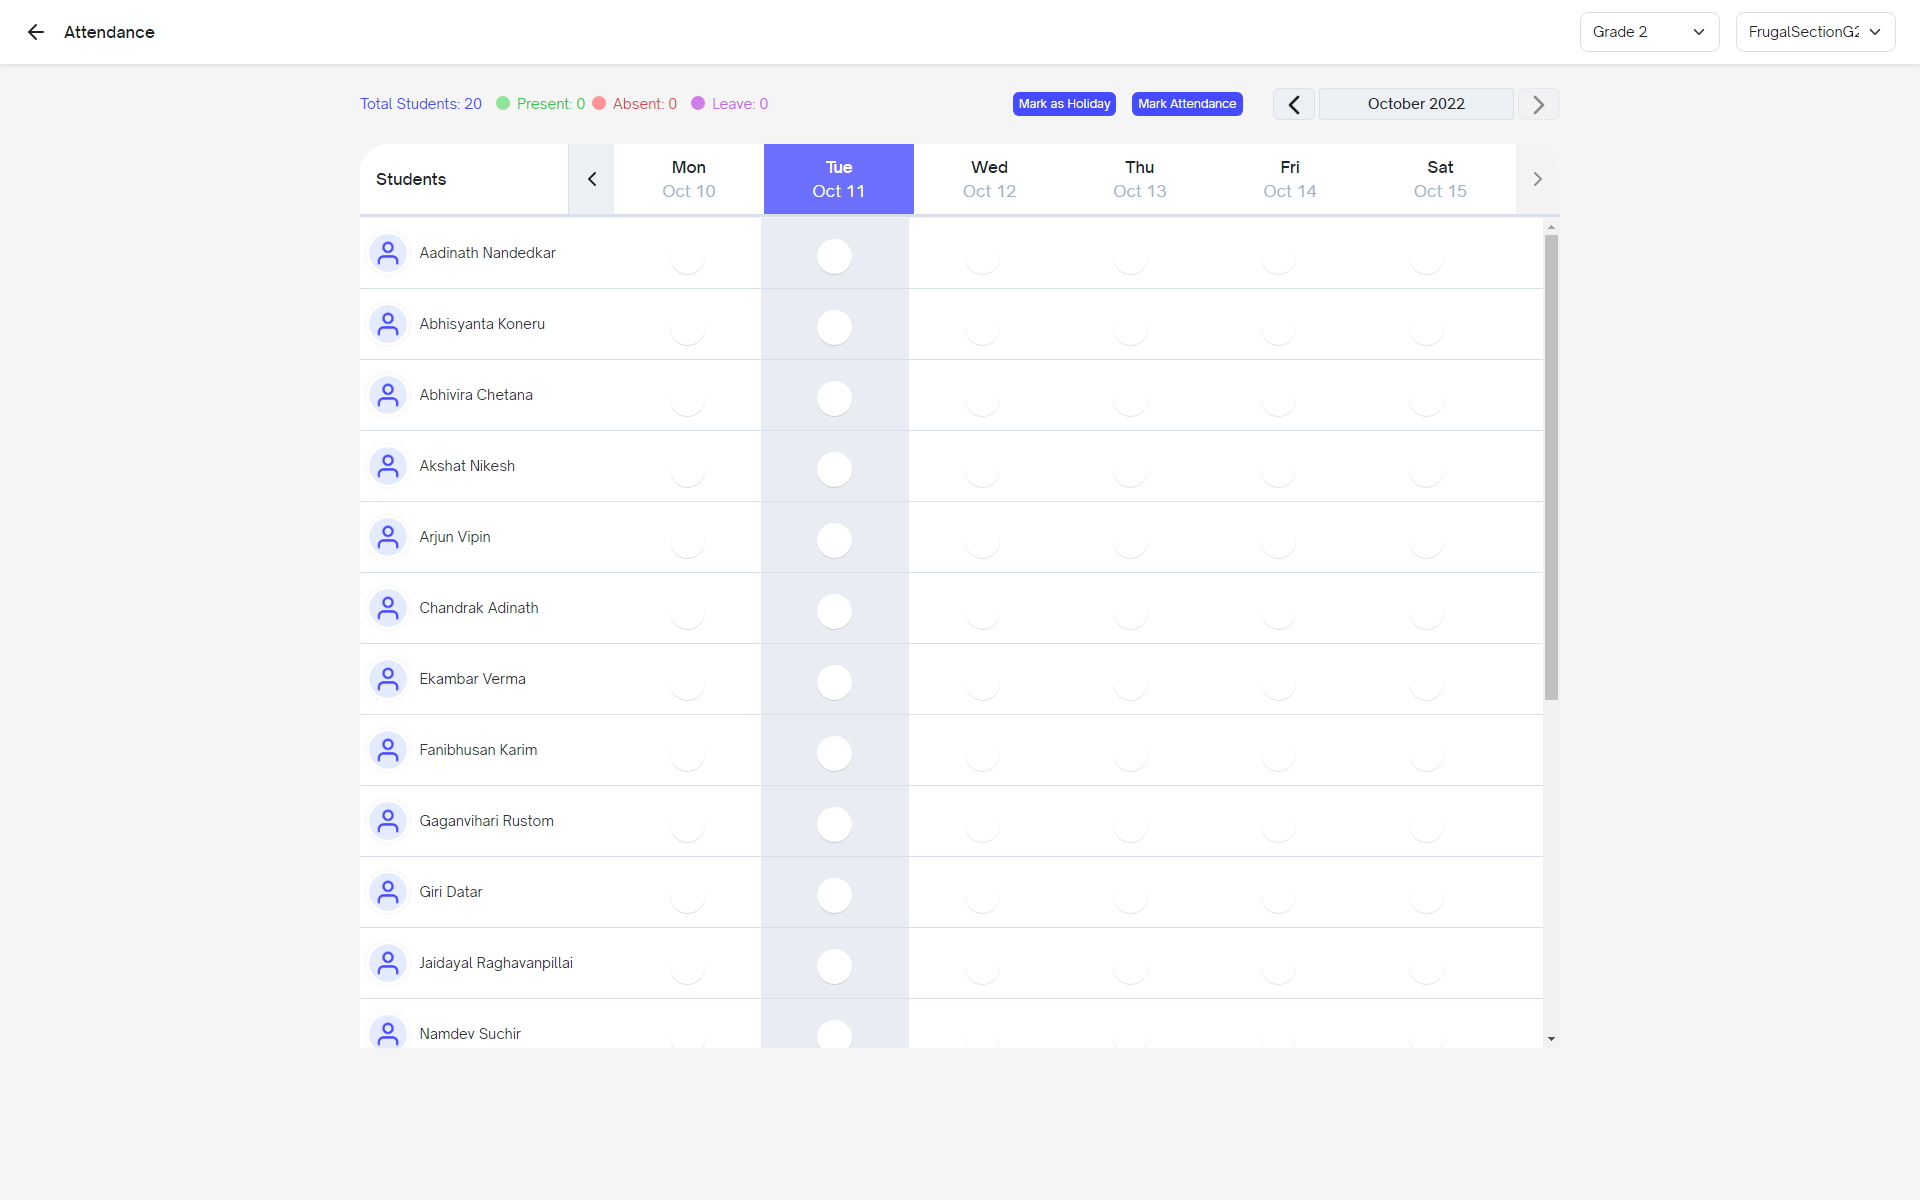 Attendance
Grade 2
FrugalSectionG2
Total Students: 20 Present: 0 Absent: 0 Leave: 0
Mark as Holiday
Mark Attendance
October 2022
Students
Mon
Oct 10
Tue
Oct 11
Wed
Oct 12
Thu
Oct 13
Fri
Oct 14
Sat
Oct 15
Aadinath Nandedkar
Abhisyanta Koneru
Abhivira Chetana
Akshat Nikesh
Arjun Vipin
Chandrak Adinath
Ekambar Verma
Fanibhusan Karim
Gaganvihari Rustom
Giri Datar
Jaidayal Raghavanpillai
Namdev Suchir